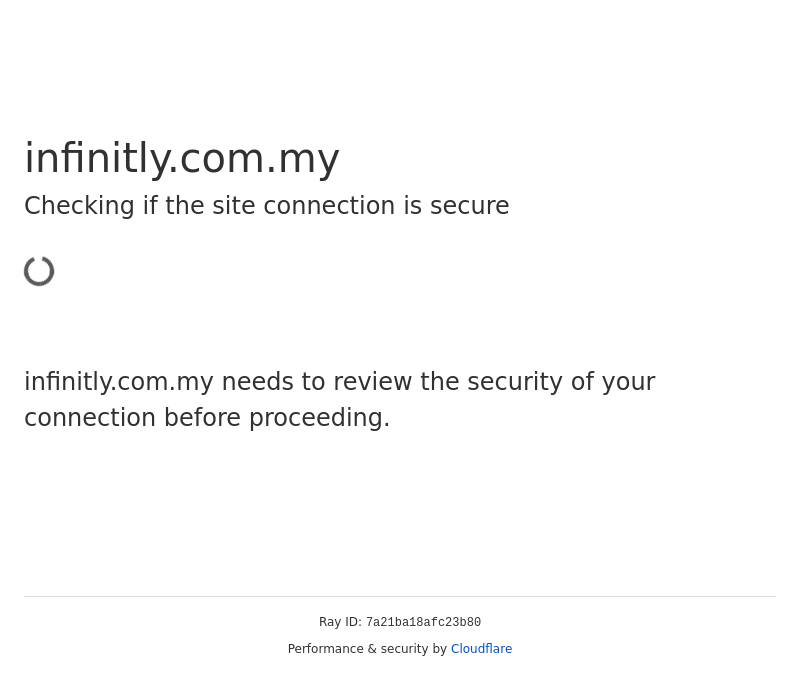 infinitly.com.my
Checking if the site connection is secure
infinitly.com.my needs to review the security of your
connection before proceeding.
Ray ID: 7a21ba18afc23b80
Performance & security by Cloudflare